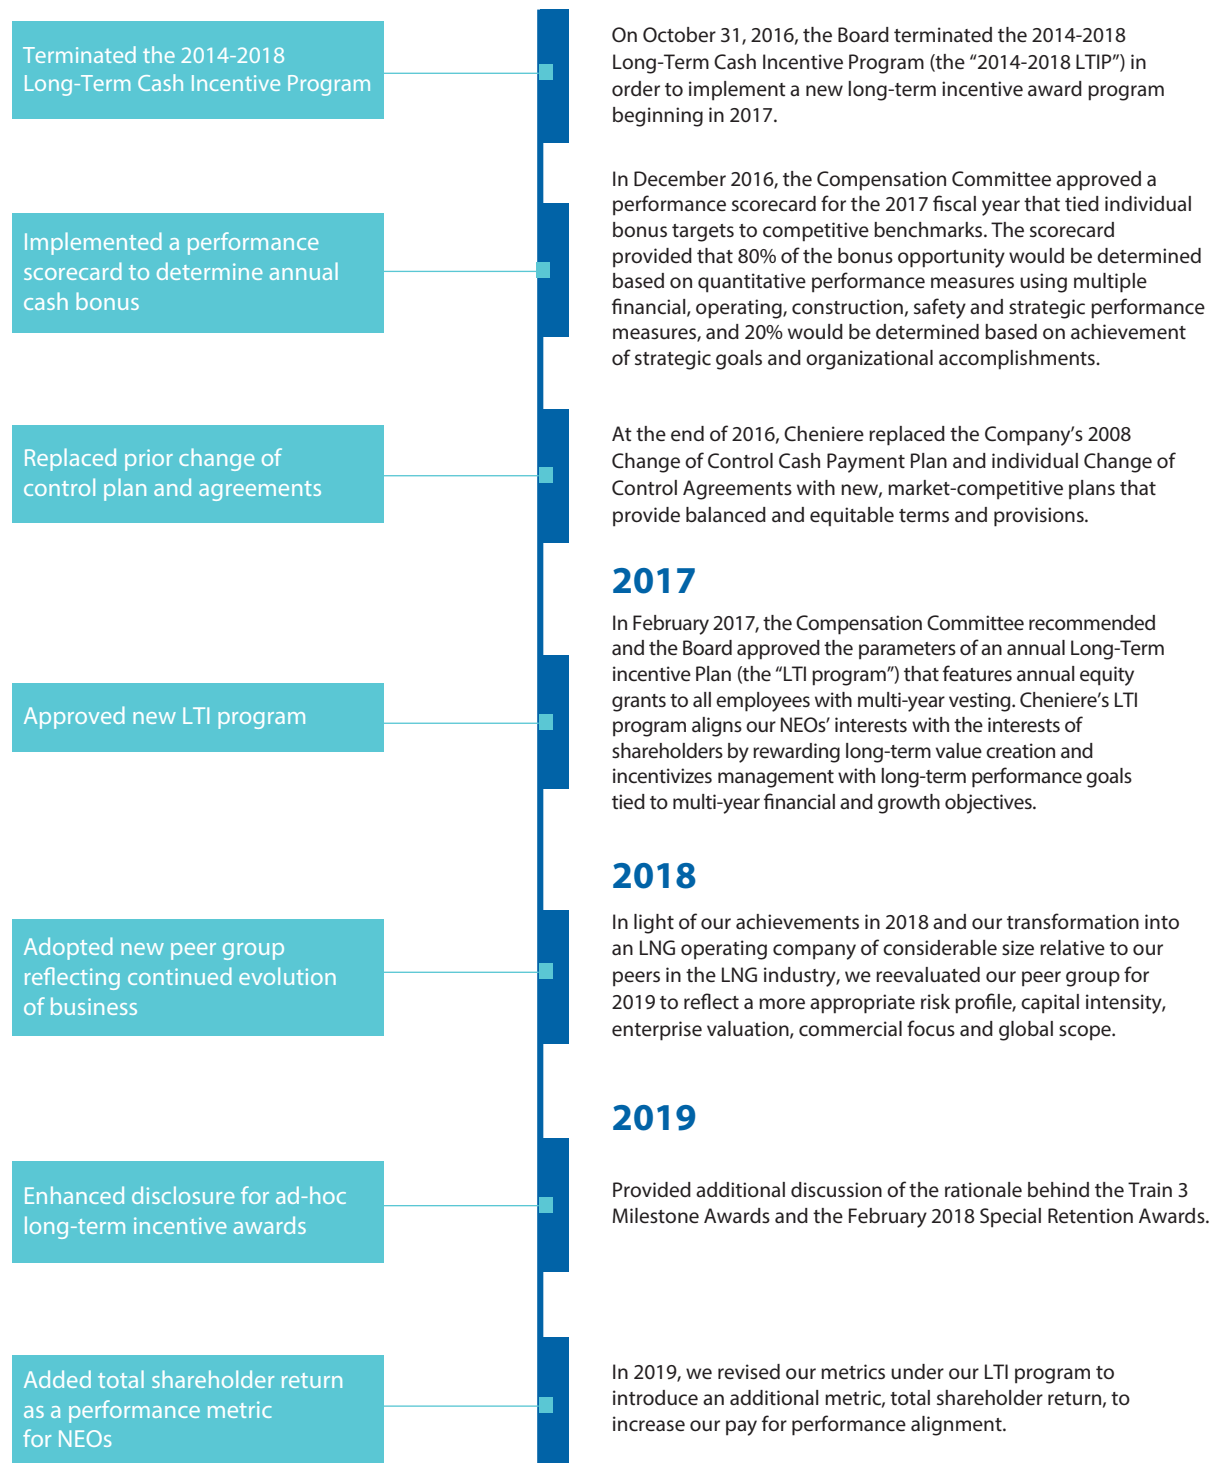 Terminated the 2014-2018
Long-Term Cash Incentive Program
On October 31, 2016, the Board terminated the 2014-2018
Long-Term Cash Incentive Program (the “2014-2018 LTIP”) in
order to implement a new long-term incentive award program
beginning in 2017.
Implemented a performance
scorecard to determine annual
cash bonus
In December 2016, the Compensation Committee approved a
performance scorecard for the 2017 fiscal year that tied individual
bonus targets to competitive benchmarks. The scorecard
provided that 80% of the bonus opportunity would be determined
based on quantitative performance measures using multiple
financial, operating, construction, safety and strategic performance
measures, and 20% would be determined based on achievement
of strategic goals and organizational accomplishments.
Replaced prior change of
control plan and agreements
At the end of 2016, Cheniere replaced the Company’s 2008
Change of Control Cash Payment Plan and individual Change of
Control Agreements with new, market-competitive plans that
provide balanced and equitable terms and provisions.
2017
Approved new LTI program
In February 2017, the Compensation Committee recommended
and the Board approved the parameters of an annual Long-Term
incentive Plan (the “LTI program”) that features annual equity
grants to all employees with multi-year vesting. Cheniere’s LTI
program aligns our NEOs’ interests with the interests of
shareholders by rewarding long-term value creation and
incentivizes management with long-term performance goals
tied to multi-year financial and growth objectives.
2018
Adopted new peer group
reflecting continued evolution
of business
In light of our achievements in 2018 and our transformation into
an LNG operating company of considerable size relative to our
peers in the LNG industry, we reevaluated our peer group for
2019 to reflect a more appropriate risk profile, capital intensity,
enterprise valuation, commercial focus and global scope.
2019
Enhanced disclosure for ad-hoc
long-term incentive awards
Provided additional discussion of the rationale behind the Train 3
Milestone Awards and the February 2018 Special Retention Awards.
Added total shareholder return
as a performance metric
for NEOs
In 2019, we revised our metrics under our LTI program to
introduce an additional metric, total shareholder return, to
increase our pay for performance alignment.